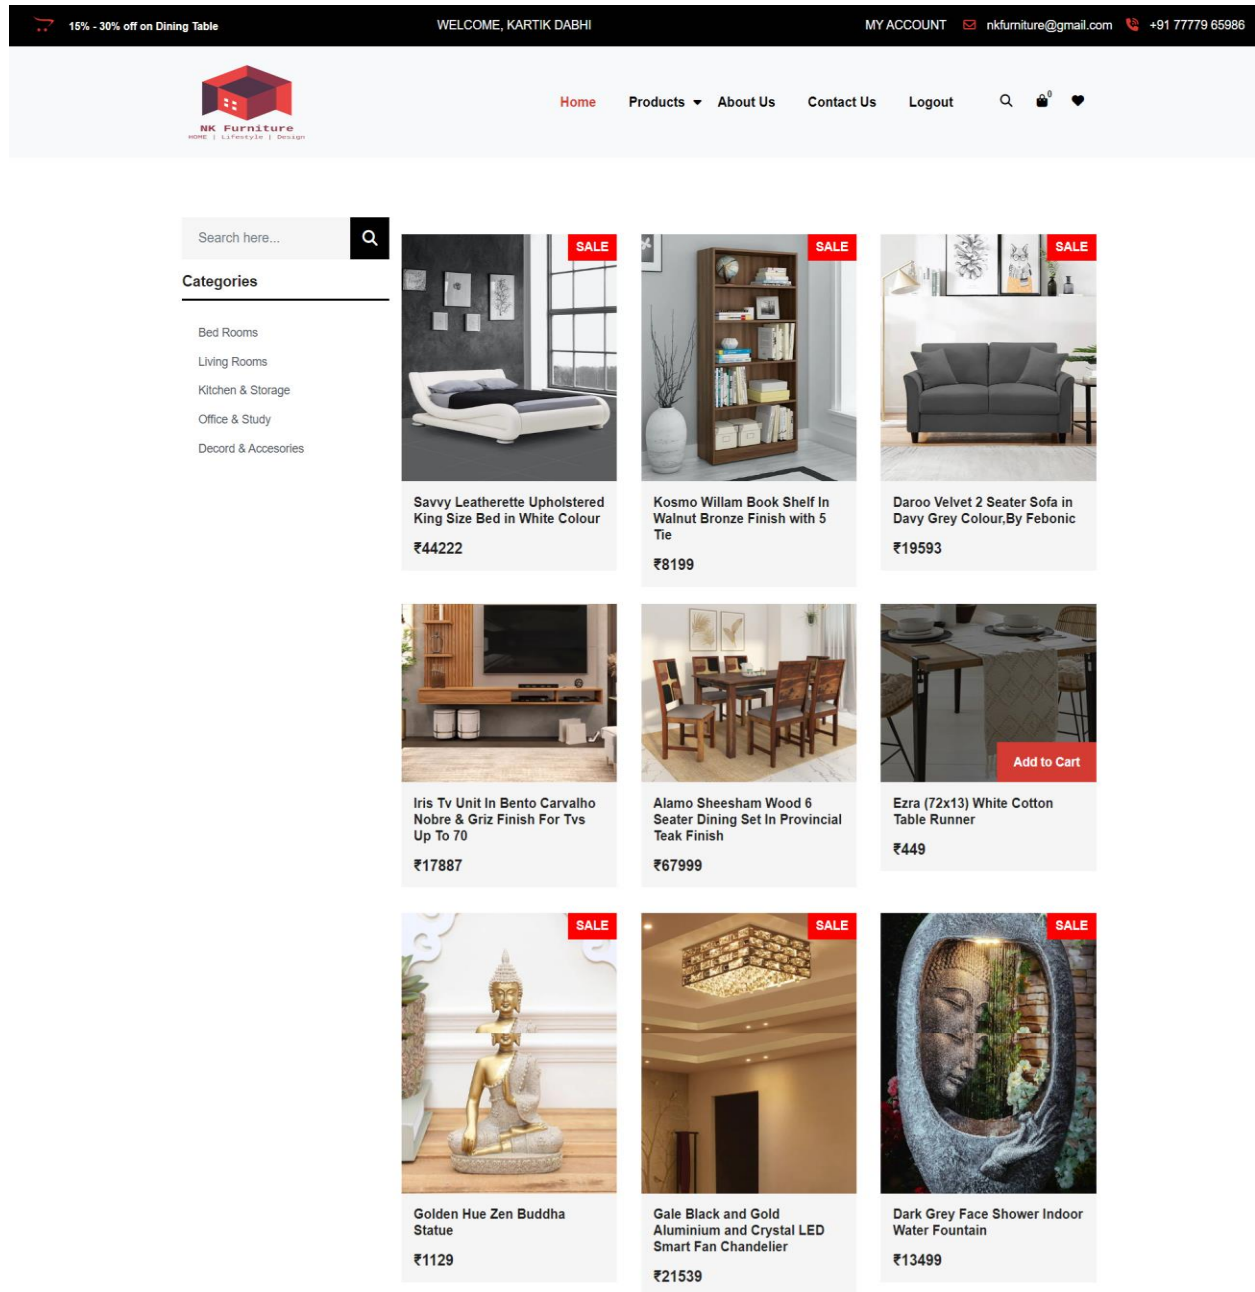 15% - 30% off on Dining Table
WELCOME, KARTIK DABHI
MY ACCOUNT
nkfurniture@gmail.com
+91 77779 65986
NK Furniture
HOME | Lifestyle | Design
Home
Products
About Us
Contact Us
Logout
0
Search here...
Categories
Bed Rooms
Living Rooms
Kitchen & Storage
Office & Study
Decord & Accesories
SALE
Savvy Leatherette Upholstered
King Size Bed in White Colour
₹44222
SALE
Kosmo Willam Book Shelf In
Walnut Bronze Finish with 5
Tie
₹8199
SALE
Daroo Velvet 2 Seater Sofa in
Davy Grey Colour,By Febonic
₹19593
Iris Tv Unit In Bento Carvalho
Nobre & Griz Finish For Tvs
Up To 70
₹17887
Alamo Sheesham Wood 6
Seater Dining Set In Provincial
Teak Finish
₹67999
Add to Cart
Ezra (72x13) White Cotton
Table Runner
₹449
SALE
Golden Hue Zen Buddha
Statue
₹1129
SALE
Gale Black and Gold
Aluminium and Crystal LED
Smart Fan Chandelier
₹21539
SALE
Dark Grey Face Shower Indoor
Water Fountain
₹13499